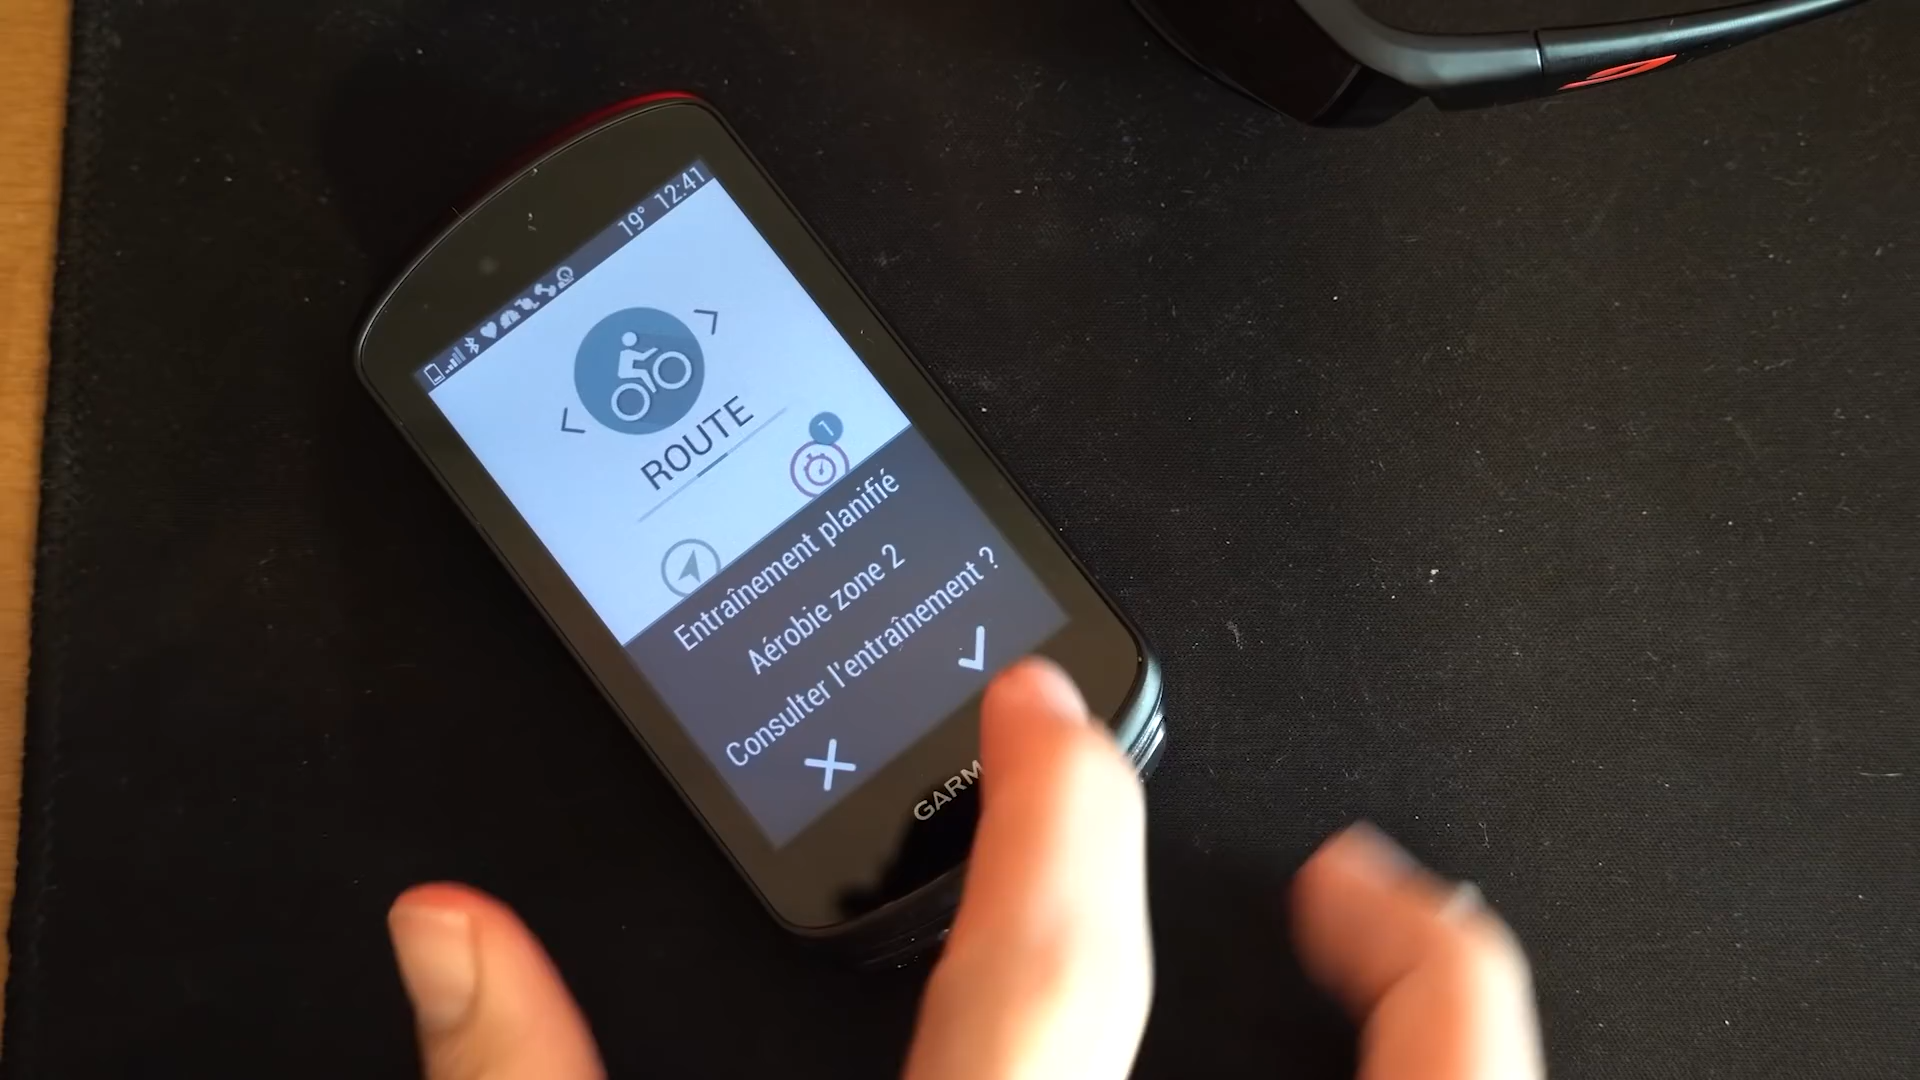 19° 12:41
ROUTE
1
Entraînement planifié
Aérobie zone 2
Consulter l'entraînement ?
GARM